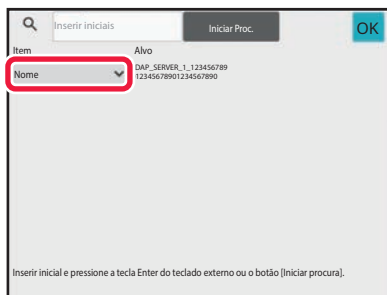 Inserir iniciais
Iniciar Proc.
OK
Item
Alvo
Nome
DAP_SERVER_1_123456789
12345678901234567890
Inserir inicial e pressione a tecla Enter do teclado externo ou o botão [Iniciar procura].